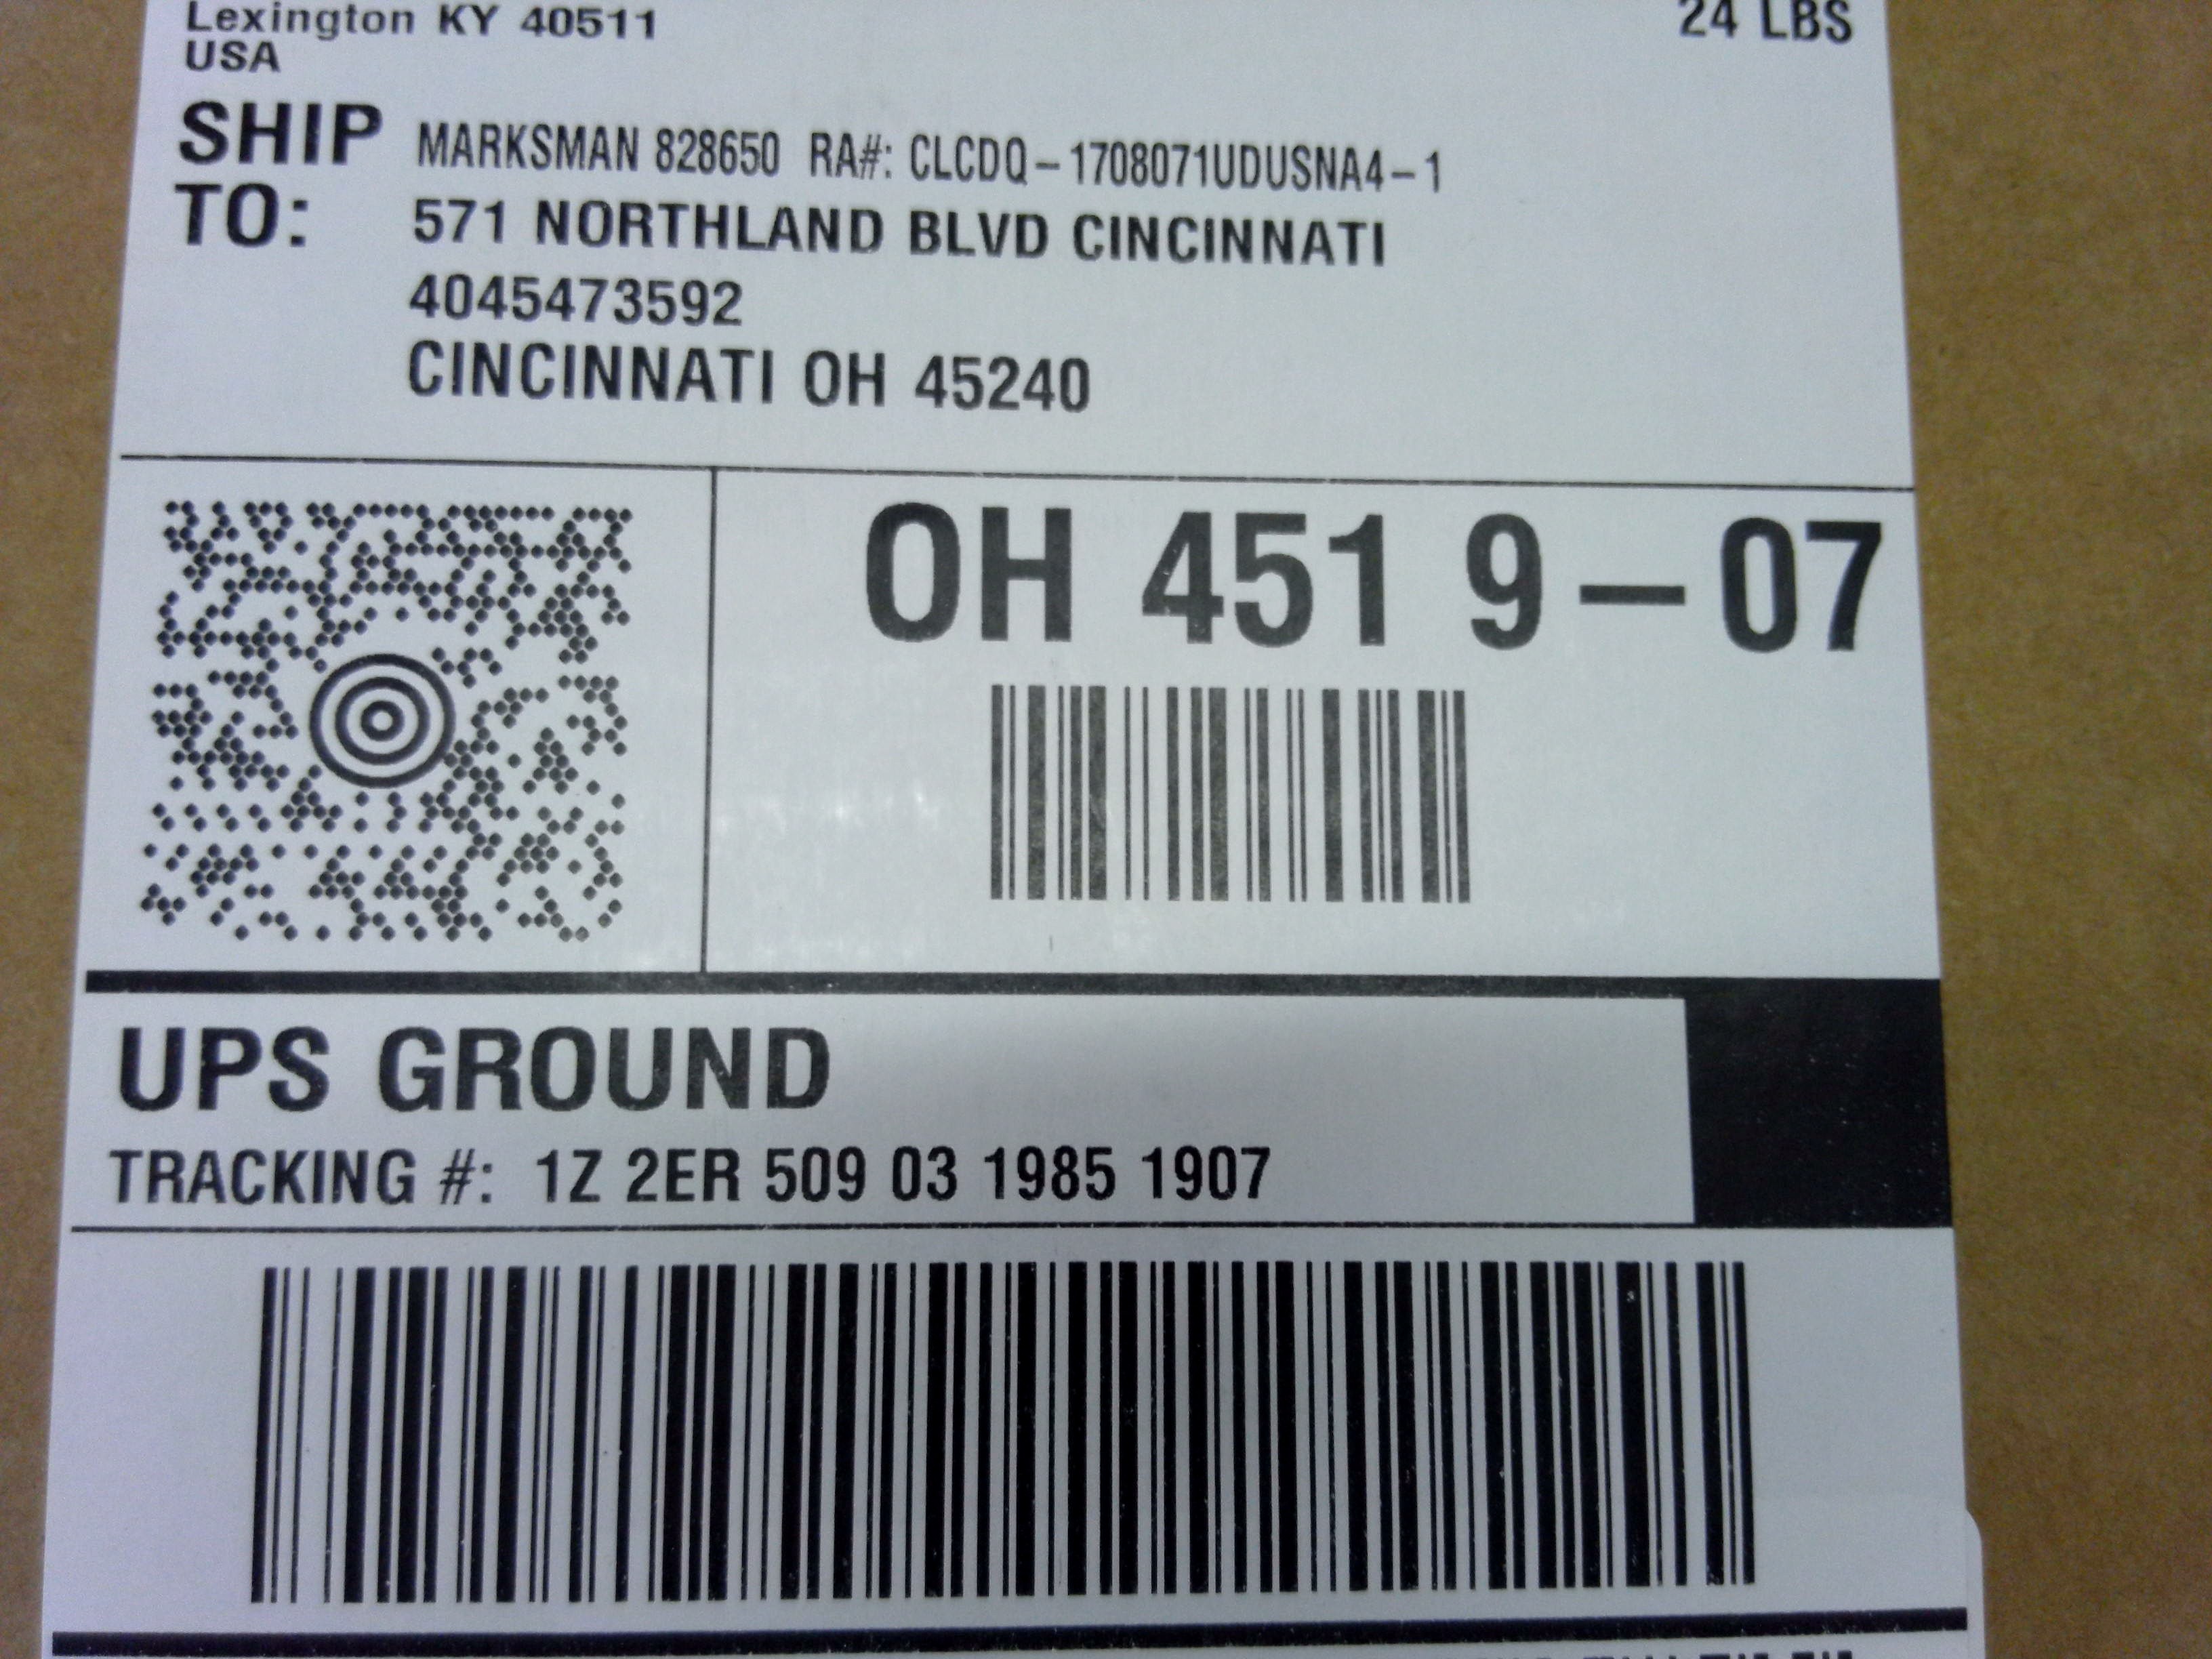 Lexington KY 40511
24 LBS
USA
SHIP TO:
MARKSMAN 828650 RA#: CLCDQ-1708071UDUSNA4-1
571 NORTHLAND BLVD CINCINNATI
4045473592
CINCINNATI OH 45240
OH 451 9-07
UPS GROUND
TRACKING #: 1Z 2ER 509 03 1985 1907